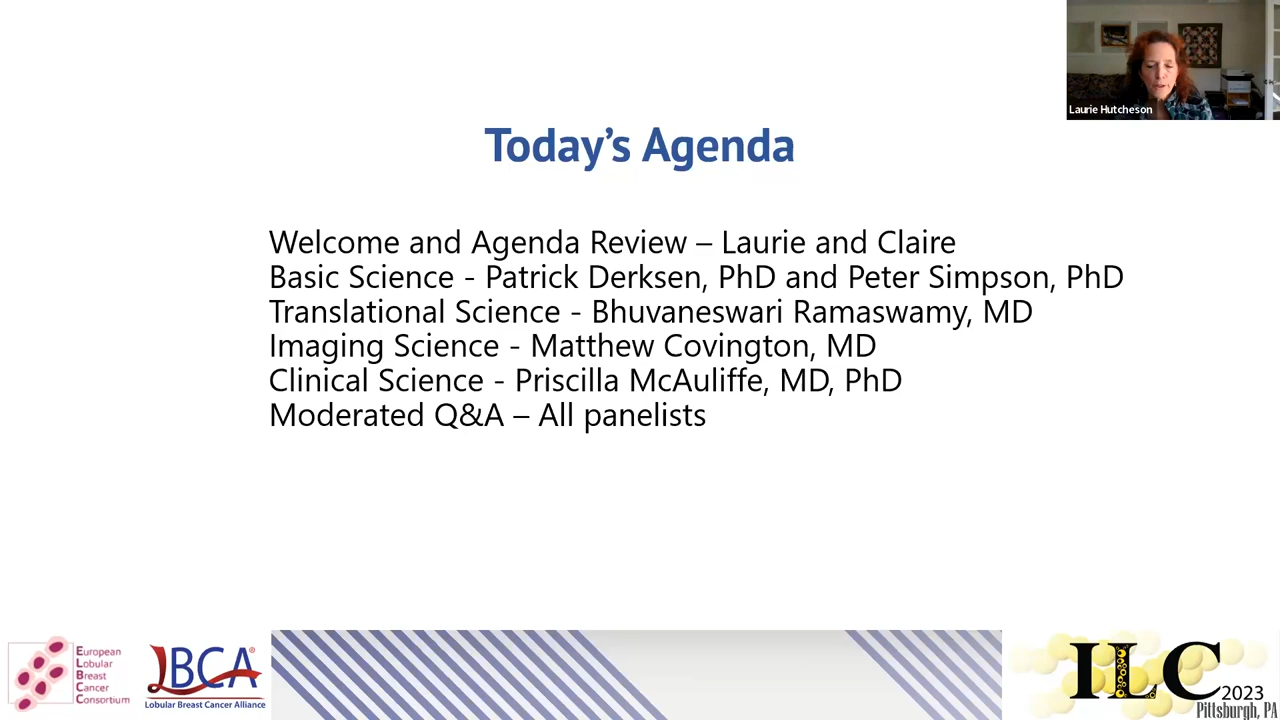 Laurie Hutcheson
Today's Agenda
Welcome and Agenda Review – Laurie and Claire
Basic Science - Patrick Derksen, PhD and Peter Simpson, PhD
Translational Science - Bhuvaneswari Ramaswamy, MD
Imaging Science - Matthew Covington, MD
Clinical Science - Priscilla McAuliffe, MD, PhD
Moderated Q&A – All panelists
European
Lobular
Breast
Cancer
Consortium
LBCA®
Lobular Breast Cancer Alliance
ILC
2023
Pittsburgh, PA